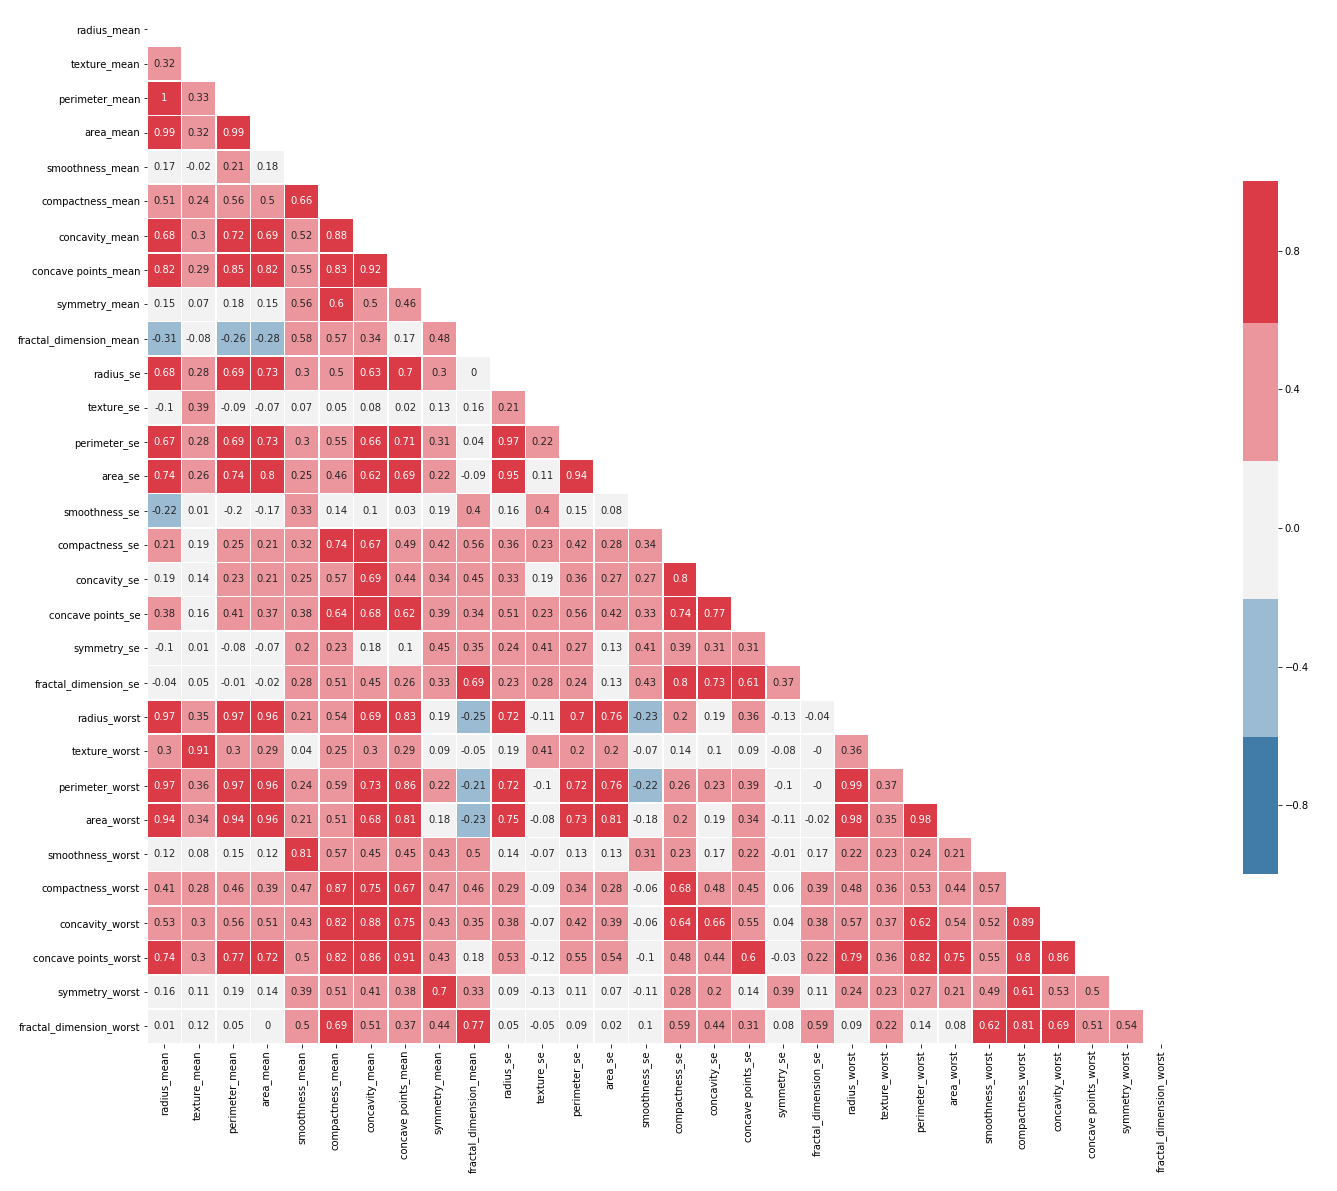 radius_mean
texture_mean 0.32
perimeter_mean 1 0.33
area_mean 0.99 0.32 0.99
smoothness_mean 0.17 -0.02 0.21 0.18
compactness_mean 0.51 0.24 0.56 0.5 0.66
concavity_mean 0.68 0.3 0.72 0.69 0.52 0.88
concave points_mean 0.82 0.29 0.85 0.82 0.55 0.83 0.92
symmetry_mean 0.15 0.07 0.18 0.15 0.56 0.6 0.5 0.46
fractal_dimension_mean -0.31 -0.08 -0.26 -0.28 0.58 0.57 0.34 0.17 0.48
radius_se 0.68 0.28 0.69 0.73 0.3 0.5 0.63 0.7 0.3 0
texture_se -0.1 0.39 -0.09 -0.07 0.07 0.05 0.08 0.02 0.13 0.16 0.21
perimeter_se 0.67 0.28 0.69 0.73 0.3 0.55 0.66 0.71 0.31 0.04 0.97 0.22
area_se 0.74 0.26 0.74 0.8 0.25 0.46 0.62 0.69 0.22 -0.09 0.95 0.11 0.94
smoothness_se -0.22 0.01 -0.2 -0.17 0.33 0.14 0.1 0.03 0.19 0.4 0.16 0.4 0.15 0.08
compactness_se 0.21 0.19 0.25 0.21 0.32 0.74 0.67 0.49 0.42 0.56 0.36 0.23 0.42 0.28 0.34
concavity_se 0.19 0.14 0.23 0.21 0.25 0.57 0.69 0.44 0.34 0.45 0.33 0.19 0.36 0.27 0.27 0.8
concave points_se 0.38 0.16 0.41 0.37 0.38 0.64 0.68 0.62 0.39 0.34 0.51 0.23 0.56 0.42 0.33 0.74 0.77
symmetry_se -0.1 0.01 -0.08 -0.07 0.2 0.23 0.18 0.1 0.45 0.35 0.24 0.41 0.27 0.13 0.41 0.39 0.31 0.31
fractal_dimension_se -0.04 0.05 -0.01 -0.02 0.28 0.51 0.45 0.26 0.33 0.69 0.23 0.28 0.24 0.13 0.43 0.8 0.73 0.61 0.37
radius_worst 0.97 0.35 0.97 0.96 0.21 0.54 0.69 0.83 0.19 -0.25 0.72 -0.11 0.7 0.76 -0.23 0.2 0.19 0.36 -0.13 -0.04
texture_worst 0.3 0.91 0.3 0.29 0.04 0.25 0.3 0.29 0.09 -0.05 0.19 0.41 0.2 0.2 -0.07 0.14 0.1 0.09 -0.08 -0 0.36
perimeter_worst 0.97 0.36 0.97 0.96 0.24 0.59 0.73 0.86 0.22 -0.21 0.72 -0.1 0.72 0.76 -0.22 0.26 0.23 0.39 -0.1 -0 0.99 0.37
area_worst 0.94 0.34 0.94 0.96 0.21 0.51 0.68 0.81 0.18 -0.23 0.75 -0.08 0.73 0.81 -0.18 0.2 0.19 0.34 -0.11 -0.02 0.98 0.35 0.98
smoothness_worst 0.12 0.08 0.15 0.12 0.81 0.57 0.45 0.45 0.43 0.5 0.14 -0.07 0.13 0.13 0.31 0.23 0.17 0.22 -0.01 0.17 0.22 0.23 0.24 0.21
compactness_worst 0.41 0.28 0.46 0.39 0.47 0.87 0.75 0.67 0.47 0.46 0.29 -0.09 0.34 0.28 -0.06 0.68 0.48 0.45 0.06 0.39 0.48 0.36 0.53 0.44 0.57
concavity_worst 0.53 0.3 0.56 0.51 0.43 0.82 0.88 0.75 0.43 0.35 0.38 -0.07 0.42 0.39 -0.06 0.64 0.66 0.55 0.04 0.38 0.57 0.37 0.62 0.54 0.52 0.89
concave points_worst 0.74 0.3 0.77 0.72 0.5 0.82 0.86 0.91 0.43 0.18 0.53 -0.12 0.55 0.54 -0.1 0.48 0.44 0.6 -0.03 0.22 0.79 0.36 0.82 0.75 0.55 0.8 0.86
symmetry_worst 0.16 0.11 0.19 0.14 0.39 0.51 0.41 0.38 0.7 0.33 0.09 -0.13 0.11 0.07 -0.11 0.28 0.2 0.14 0.39 0.11 0.24 0.23 0.27 0.21 0.49 0.61 0.53 0.5
fractal_dimension_worst 0.01 0.12 0.05 0 0.5 0.69 0.51 0.37 0.44 0.77 0.05 -0.05 0.09 0.02 0.1 0.59 0.44 0.31 0.08 0.59 0.09 0.22 0.14 0.08 0.62 0.81 0.69 0.51 0.54
radius_mean
texture_mean
perimeter_mean
area_mean
smoothness_mean
compactness_mean
concavity_mean
concave points_mean
symmetry_mean
fractal_dimension_mean
radius_se
texture_se
perimeter_se
area_se
smoothness_se
compactness_se
concavity_se
concave points_se
symmetry_se
fractal_dimension_se
radius_worst
texture_worst
perimeter_worst
area_worst
smoothness_worst
compactness_worst
concavity_worst
concave points_worst
symmetry_worst
fractal_dimension_worst
0.8
0.4
0.0
−0.4
−0.8